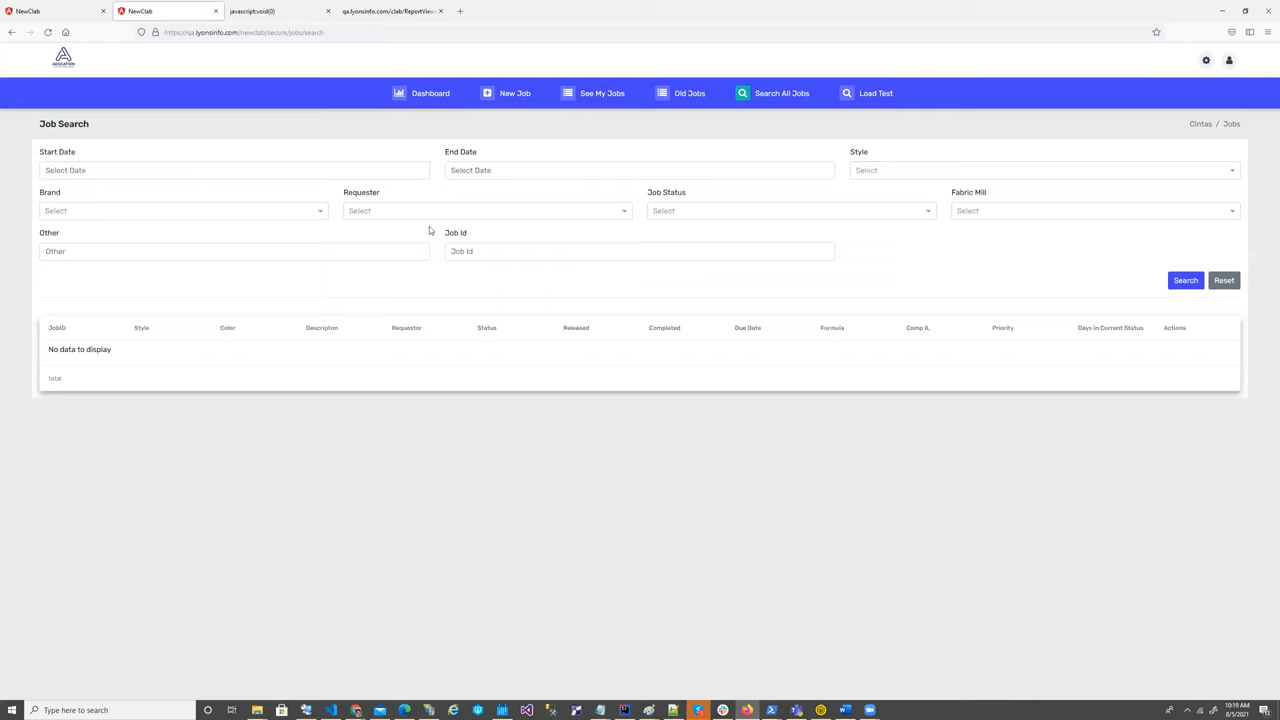 NewClab
NewClab
javascript:void(0)
qa.lyonsinfo.com/clab/ReportView
https://qa.lyonsinfo.com/newclab/secure/jobs/search
ADUCATION
Dashboard
New Job
See My Jobs
Old Jobs
Search All Jobs
Load Test
Job Search
Cintas / Jobs
Start Date
End Date
Style
Select Date
Select Date
Select
Brand
Requester
Job Status
Fabric Mill
Select
Select
Select
Select
Other
Job Id
Other
Job Id
Search
Reset
JobID Style Color Descripton Requestor Status Released Completed Due Date Formula Comp IL Priority Days in Current Status Actions
No data to display
total
Type here to search
10:19 AM
8/5/2021